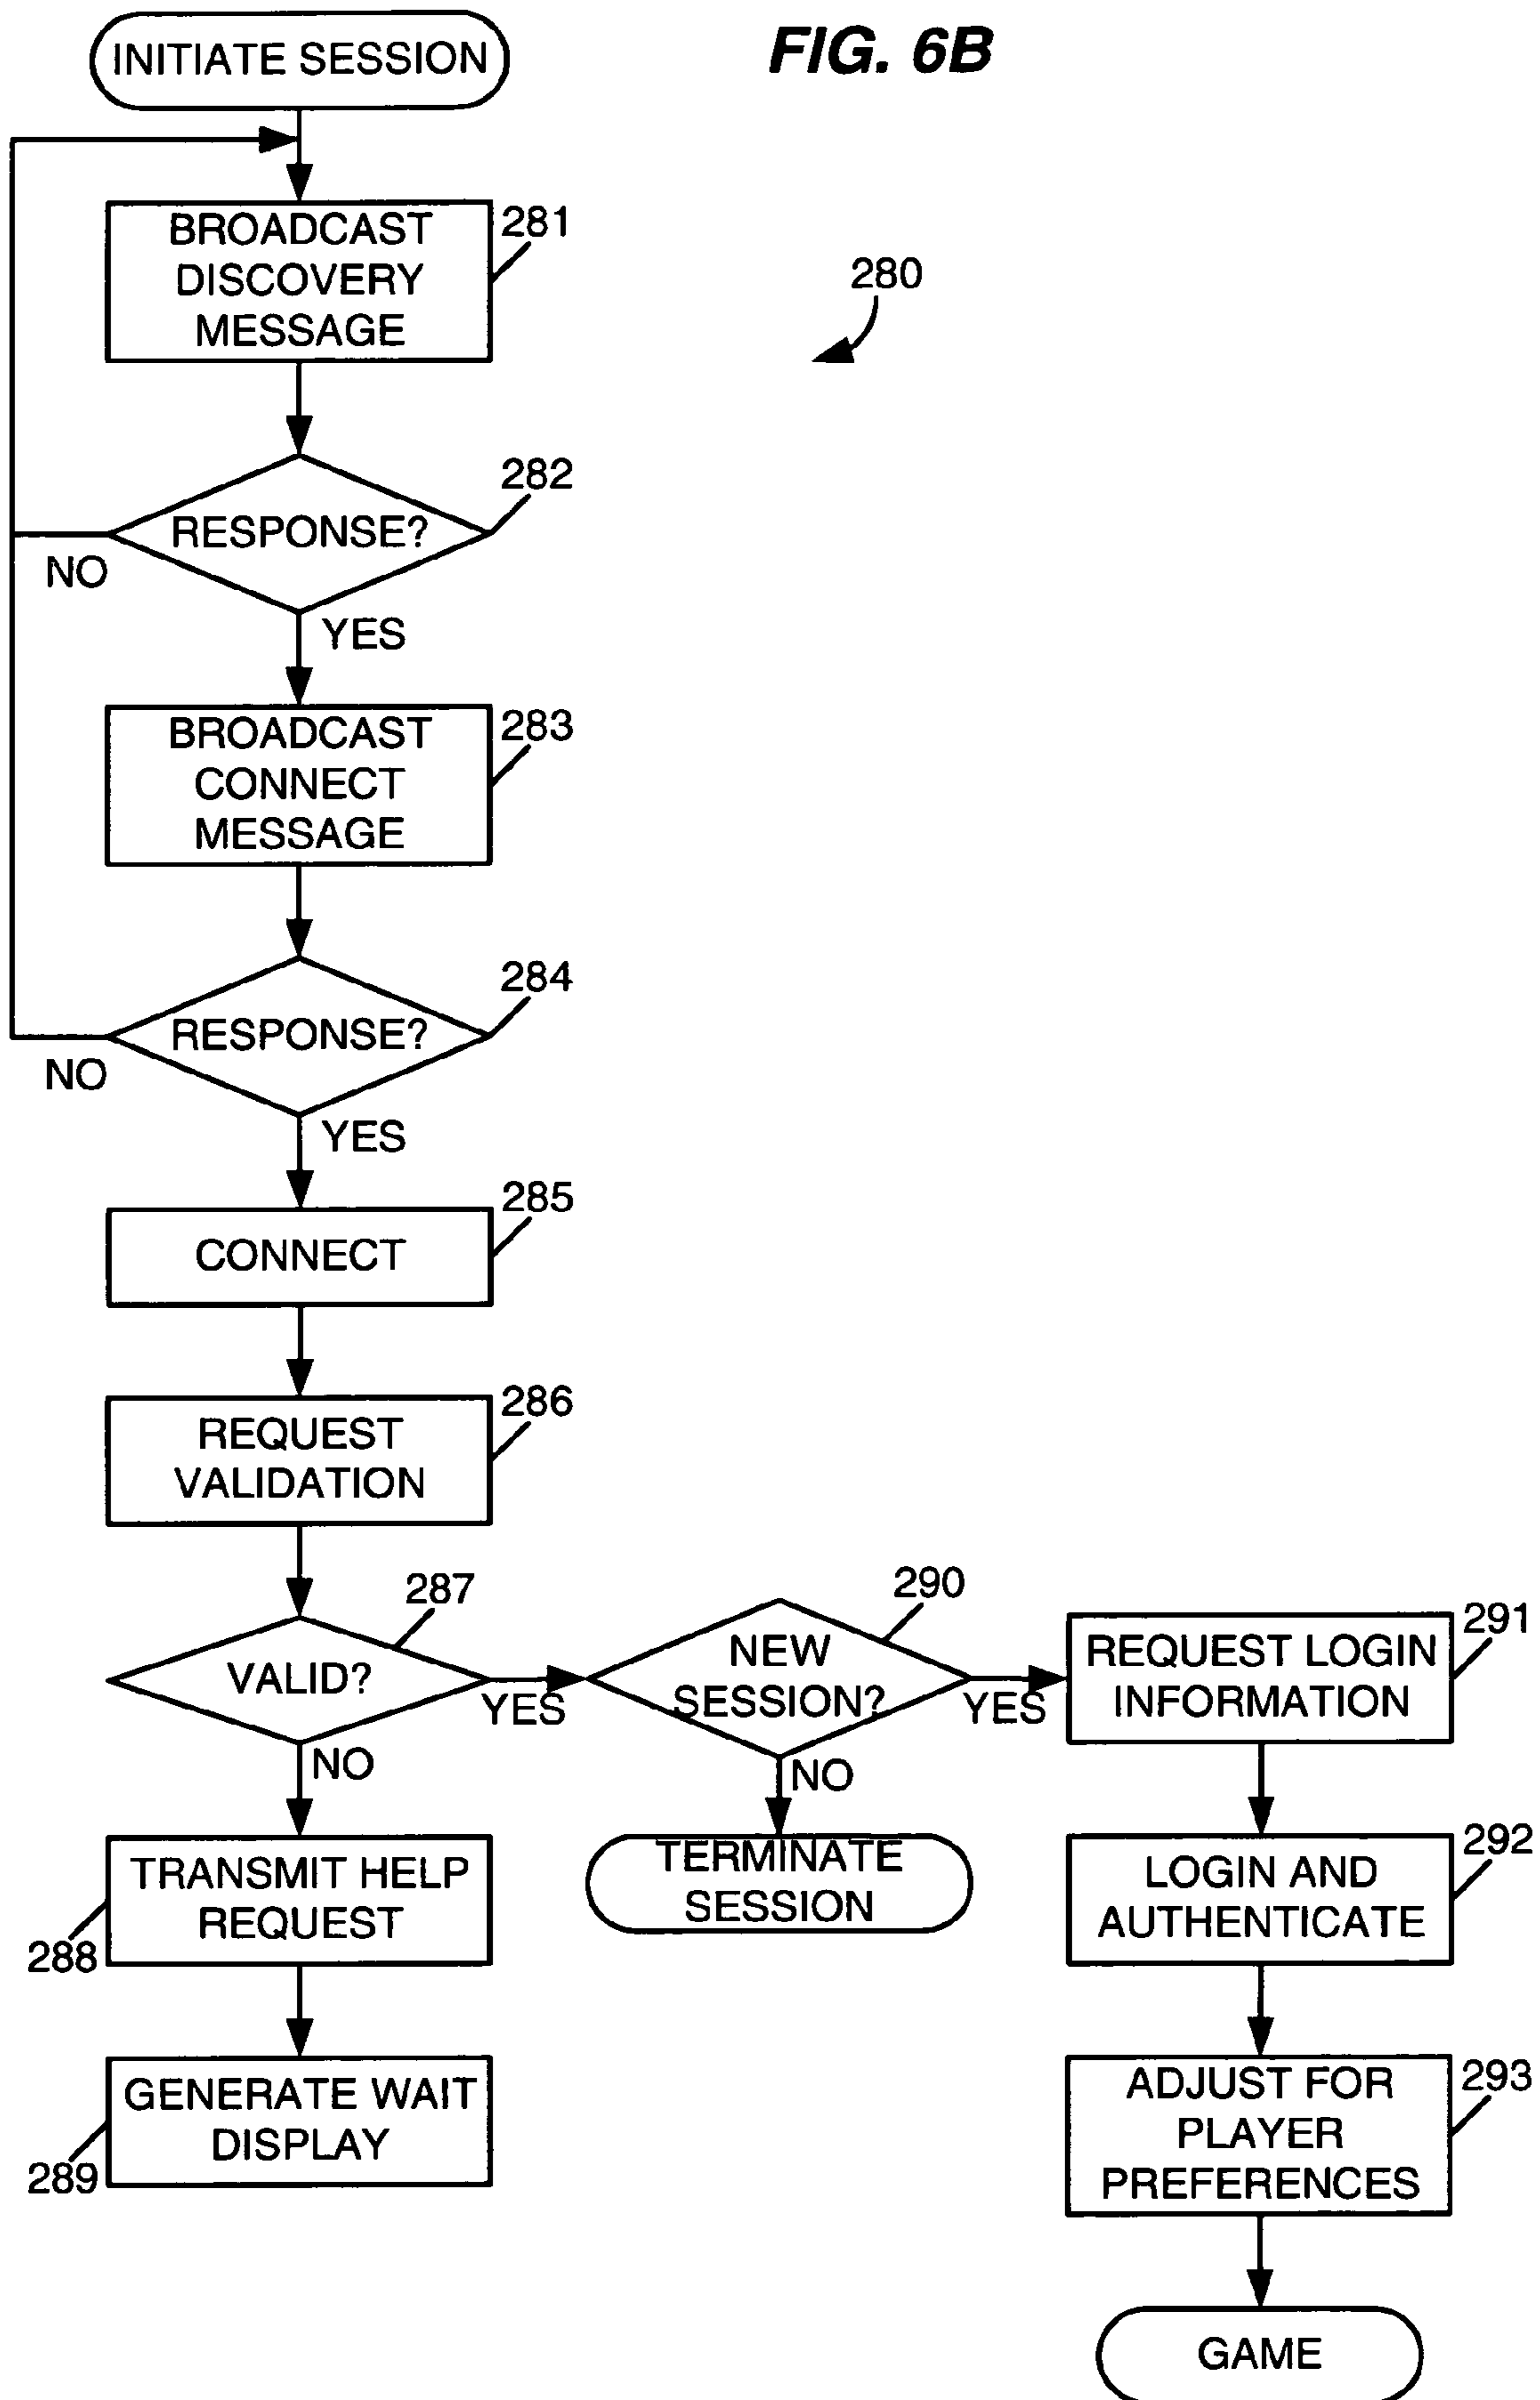 INITIATE SESSION
FIG. 6B
BROADCAST
DISCOVERY
MESSAGE
281
280
RESPONSE?
282
NO
YES
BROADCAST
CONNECT
MESSAGE
283
RESPONSE?
284
NO
YES
CONNECT
285
REQUEST
VALIDATION
286
VALID?
287
YES
NO
NEW
SESSION?
290
YES
NO
REQUEST LOGIN
INFORMATION
291
TRANSMIT HELP
REQUEST
288
TERMINATE
SESSION
LOGIN AND
AUTHENTICATE
292
GENERATE WAIT
DISPLAY
289
ADJUST FOR
PLAYER
PREFERENCES
293
GAME